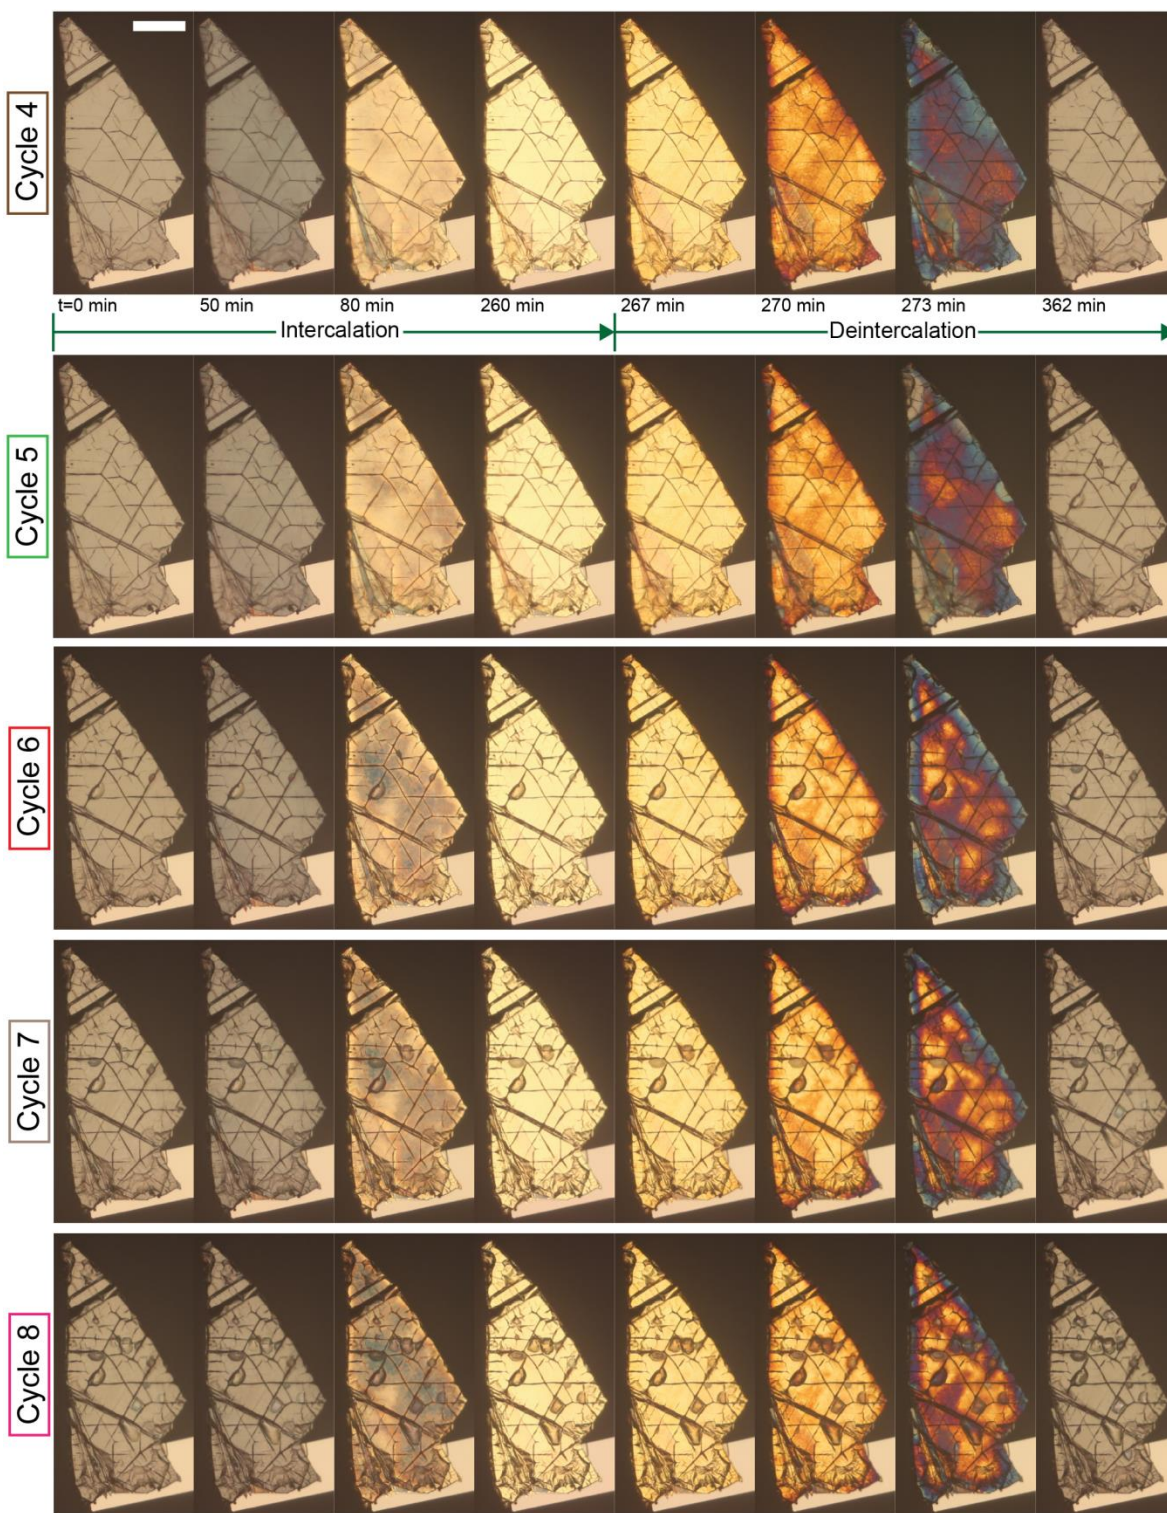 Cycle 4
t=0 min 50 min 80 min 260 min 267 min 270 min 273 min 362 min
Intercalation Deintercalation
Cycle 5
Cycle 6
Cycle 7
Cycle 8